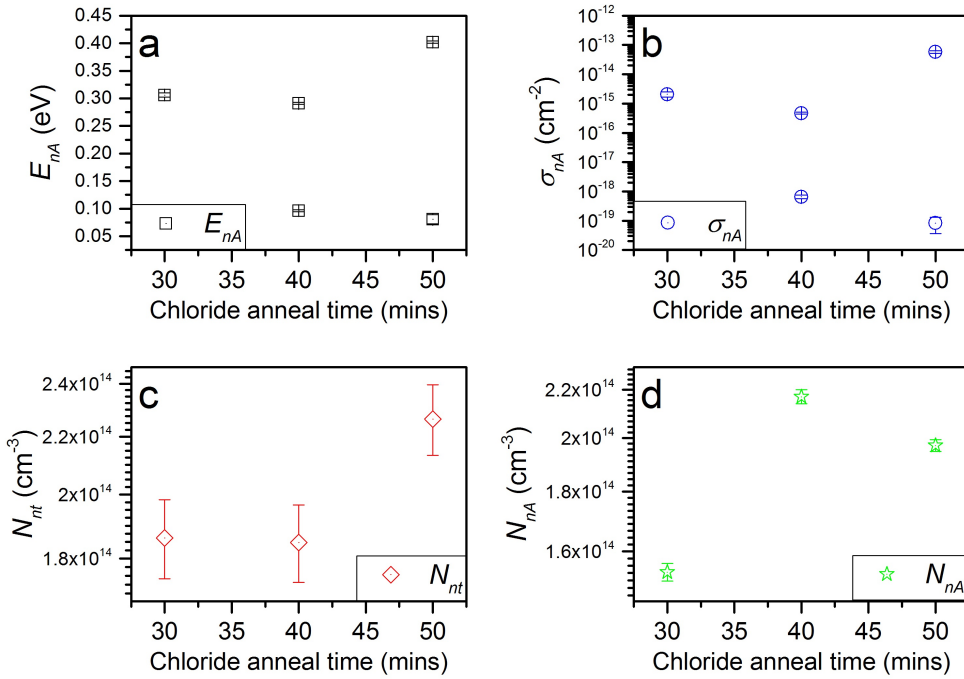 a
0.45
0.40
0.35
0.30
0.25
0.20
0.15
0.10
0.05
E_nA (eV)
E_nA
30 35 40 45 50
Chloride anneal time (mins)
b
10^-12
10^-13
10^-14
10^-15
10^-16
10^-17
10^-18
10^-19
10^-20
σ_nA (cm^-2)
σ_nA
30 35 40 45 50
Chloride anneal time (mins)
c
2.4x10^14
2.2x10^14
2x10^14
1.8x10^14
N_nt (cm^-3)
N_nt
30 35 40 45 50
Chloride anneal time (mins)
d
2.2x10^14
2x10^14
1.8x10^14
1.6x10^14
N_nA (cm^-3)
N_nA
30 35 40 45 50
Chloride anneal time (mins)